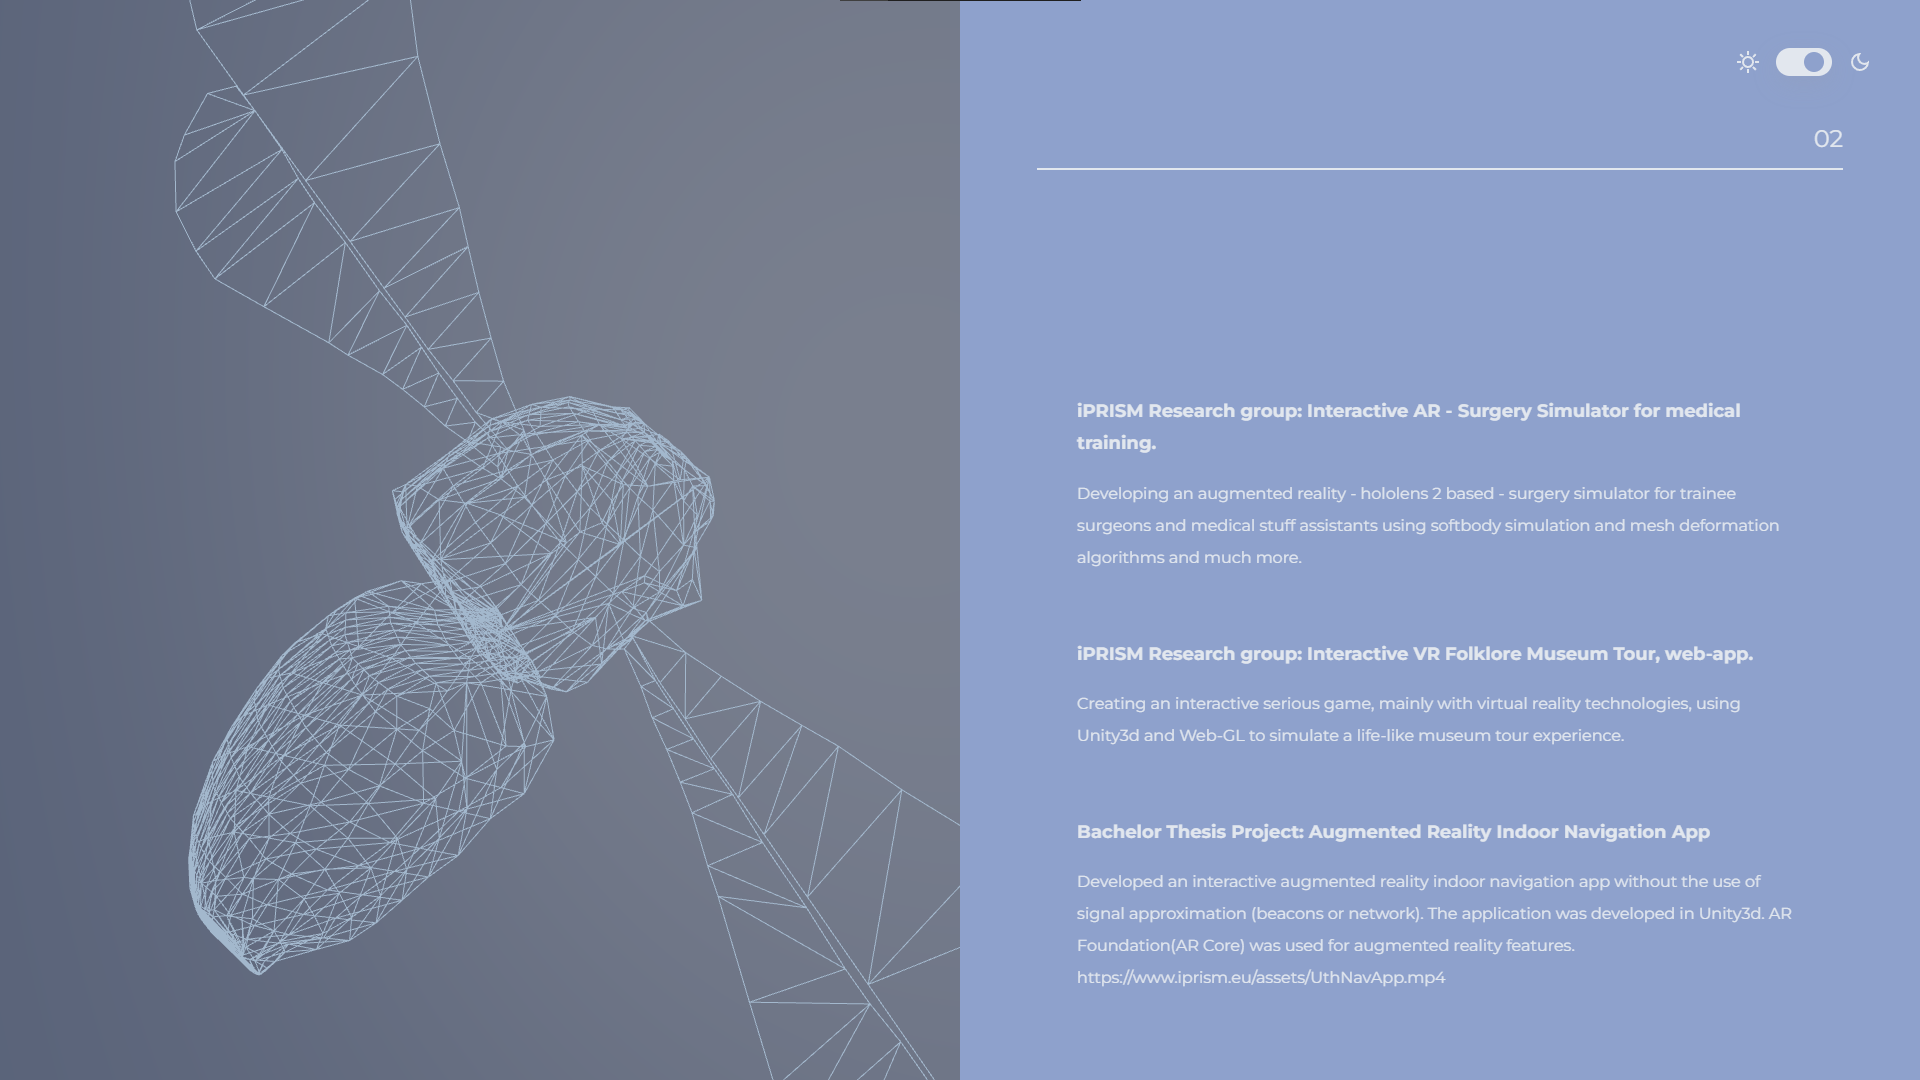 02
iPRISM Research group: Interactive AR - Surgery Simulator for medical
training.
Developing an augmented reality - hololens 2 based - surgery simulator for trainee
surgeons and medical stuff assistants using softbody simulation and mesh deformation
algorithms and much more.
iPRISM Research group: Interactive VR Folklore Museum Tour, web-app.
Creating an interactive serious game, mainly with virtual reality technologies, using
Unity3d and Web-GL to simulate a life-like museum tour experience.
Bachelor Thesis Project: Augmented Reality Indoor Navigation App
Developed an interactive augmented reality indoor navigation app without the use of
signal approximation (beacons or network). The application was developed in Unity3d. AR
Foundation(AR Core) was used for augmented reality features.
https://www.iprism.eu/assets/UthNavApp.mp4